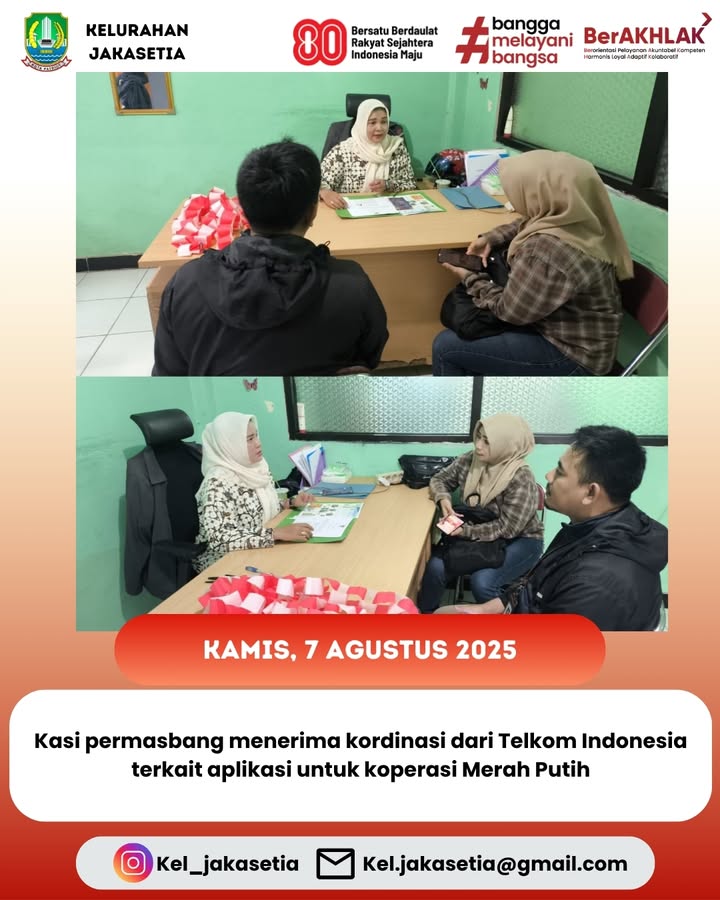 KELURAHAN
JAKASETIA
80
Bersatu Berdaulat
Rakyat Sejahtera
Indonesia Maju
#bangga
melayani
bangsa
BerAKHLAK
Berorientasi Pelayanan Akuntabel Kompeten
Harmonis Loyal Adaptif Kolaboratif
KAMIS, 7 AGUSTUS 2025
Kasi permasbang menerima kordinasi dari Telkom Indonesia
terkait aplikasi untuk koperasi Merah Putih
Kel_jakasetia
Kel.jakasetia@gmail.com